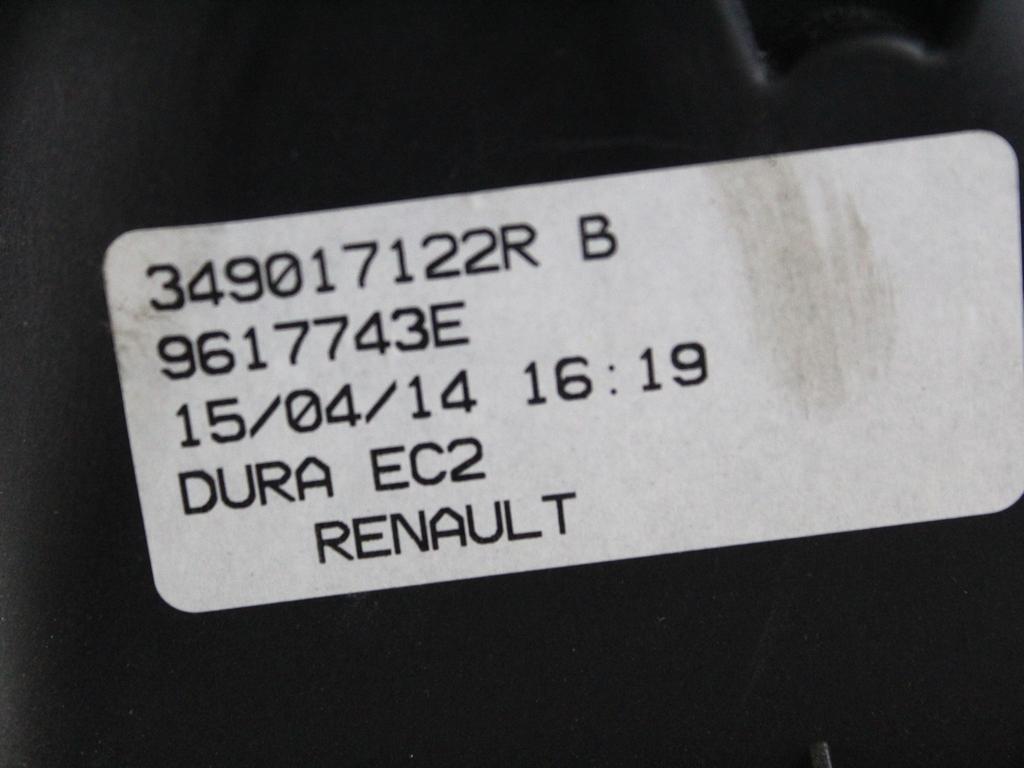 349017122R B
9617743E
15/04/14 16:19
DURA EC2
RENAULT